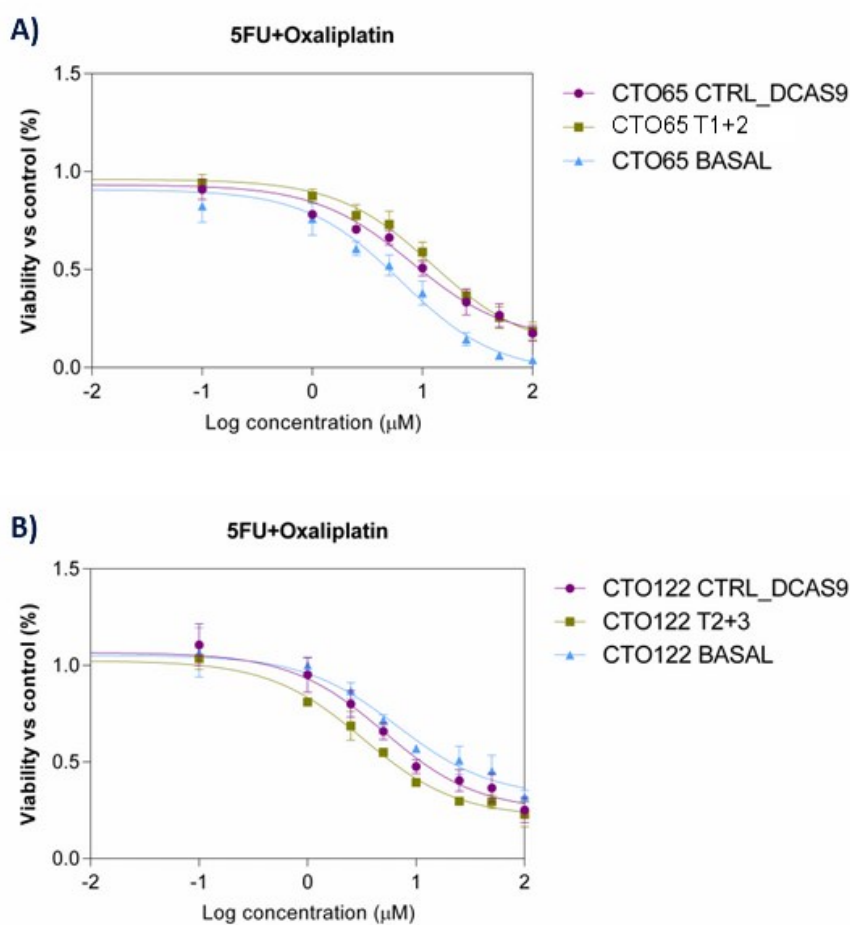 A)
5FU+Oxaliplatin
1.5
1.0
0.5
0.0
Viability vs control (%)
-2
-1
0
1
2
Log concentration (μM)
CTO65 CTRL_DCAS9
CTO65 T1+2
CTO65 BASAL
B)
5FU+Oxaliplatin
1.5
1.0
0.5
0.0
Viability vs control (%)
-2
-1
0
1
2
Log concentration (μM)
CTO122 CTRL_DCAS9
CTO122 T2+3
CTO122 BASAL